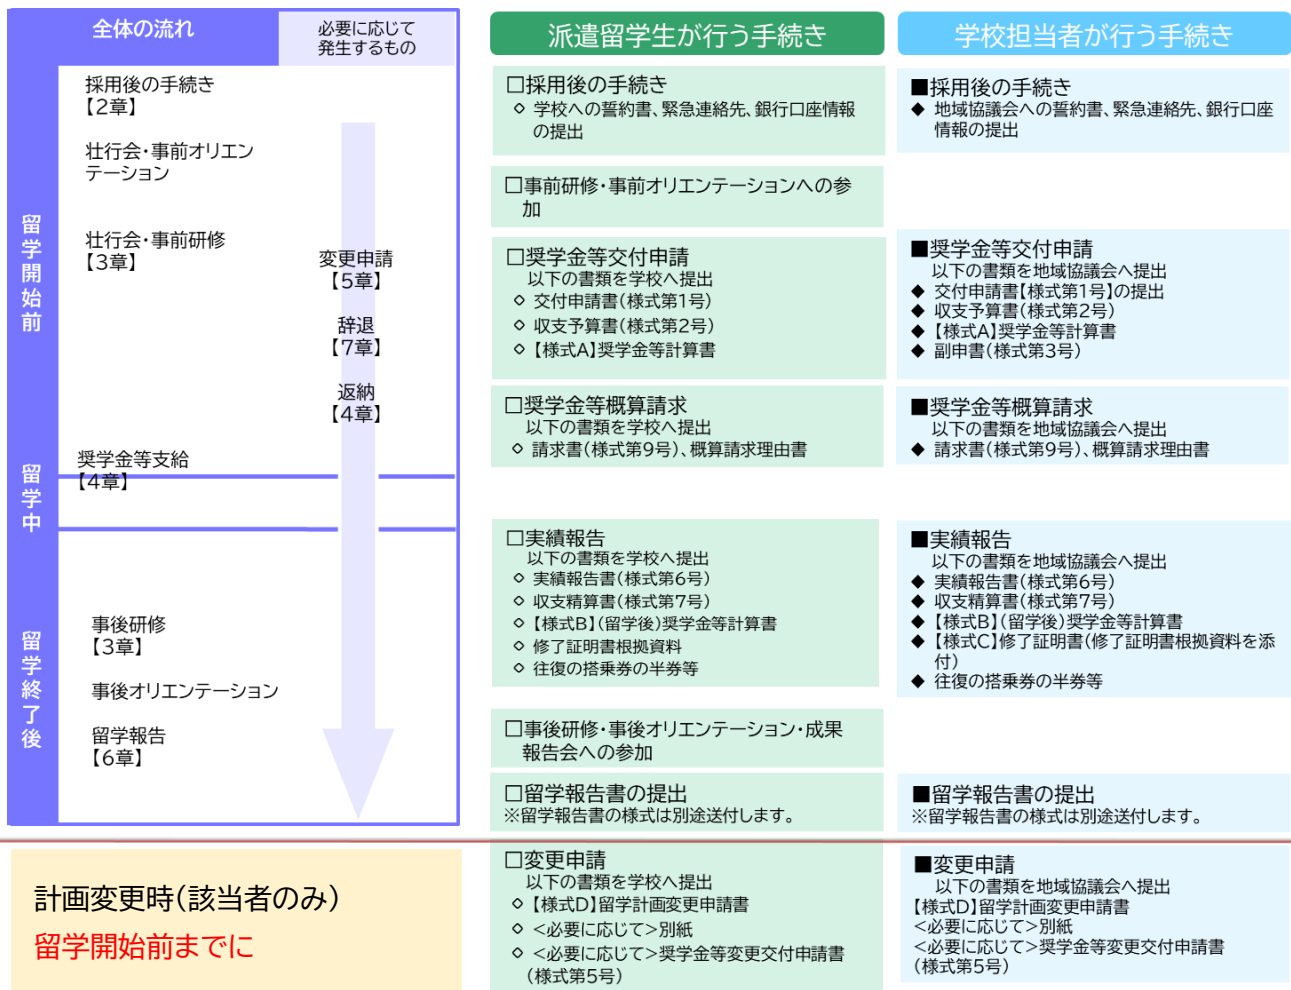 全体の流れ
必要に応じて
発生するもの
留学開始前
採用後の手続き
【2章】
壮行会・事前オリエン
テーション
壮行会・事前研修
【3章】
変更申請
【5章】
辞退
【7章】
返納
【4章】
留学中
奨学金等支給
【4章】
留学終了後
事後研修
【3章】
事後オリエンテーション
留学報告
【6章】
派遣留学生が行う手続き
□採用後の手続き
◇ 学校への誓約書、緊急連絡先、銀行口座情報
の提出
□事前研修・事前オリエンテーションへの参
加
□奨学金等交付申請
以下の書類を学校へ提出
◇ 交付申請書(様式第1号)
◇ 収支予算書(様式第2号)
◇ 【様式A】奨学金等計算書
□奨学金等概算請求
以下の書類を学校へ提出
◇ 請求書(様式第9号)、概算請求理由書
□実績報告
以下の書類を学校へ提出
◇ 実績報告書(様式第6号)
◇ 収支精算書(様式第7号)
◇ 【様式B】(留学後)奨学金等計算書
◇ 修了証明書根拠資料
◇ 往復の搭乗券の半券等
□事後研修・事後オリエンテーション・成果
報告会への参加
□留学報告書の提出
※留学報告書の様式は別途送付します。
学校担当者が行う手続き
■採用後の手続き
◆ 地域協議会への誓約書、緊急連絡先、銀行口座
情報の提出
■奨学金等交付申請
以下の書類を地域協議会へ提出
◆ 交付申請書【様式第1号】の提出
◆ 収支予算書(様式第2号)
◆ 【様式A】奨学金等計算書
◆ 副申書(様式第3号)
■奨学金等概算請求
以下の書類を地域協議会へ提出
◆ 請求書(様式第9号)、概算請求理由書
■実績報告
以下の書類を地域協議会へ提出
◆ 実績報告書(様式第6号)
◆ 収支精算書(様式第7号)
◆ 【様式B】(留学後)奨学金等計算書
◆ 【様式C】修了証明書(修了証明書根拠資料を添
付)
◆ 往復の搭乗券の半券等
■留学報告書の提出
※留学報告書の様式は別途送付します。
計画変更時(該当者のみ)
留学開始前までに
□変更申請
以下の書類を学校へ提出
◇ 【様式D】留学計画変更申請書
◇ <必要に応じて>別紙
◇ <必要に応じて>奨学金等変更交付申請書
(様式第5号)
■変更申請
以下の書類を地域協議会へ提出
【様式D】留学計画変更申請書
<必要に応じて>別紙
<必要に応じて>奨学金等変更交付申請書
(様式第5号)